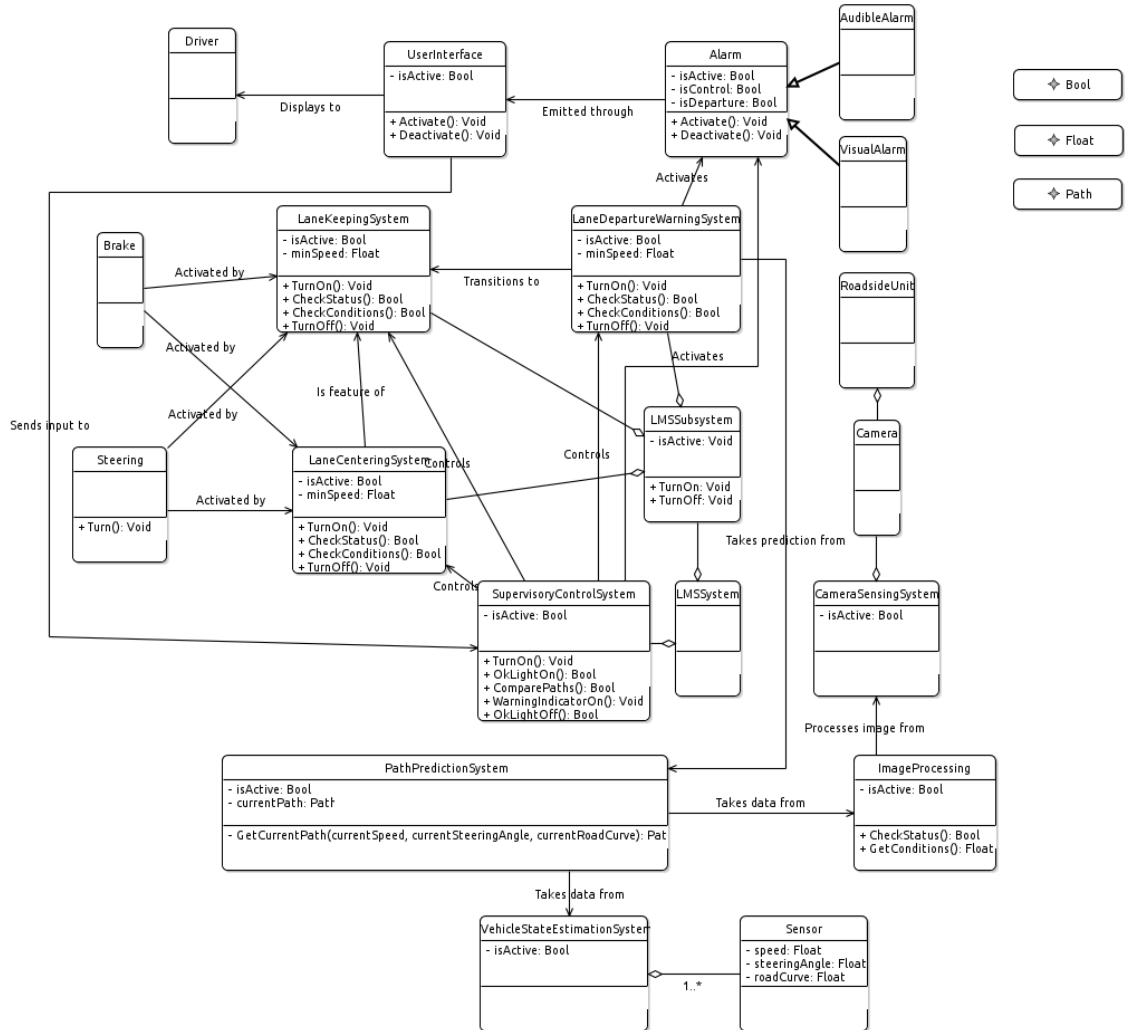 Driver
UserInterface
- isActive: Bool
+ Activate(): Void
+ Deactivate(): Void
Displays to
Alarm
- isActive: Bool
- isControl: Bool
- isDeparture: Bool
+ Activate(): Void
+ Deactivate(): Void
Emitted through
AudibleAlarm
VisualAlarm
Bool
Float
Path
Activates
LaneKeepingSystem
- isActive: Bool
- minSpeed: Float
+ TurnOn(): Void
+ CheckStatus(): Bool
+ CheckConditions(): Bool
+ TurnOff(): Void
LaneDepartureWarningSystem
- isActive: Bool
- minSpeed: Float
+ TurnOn(): Void
+ CheckStatus(): Bool
+ CheckConditions(): Bool
+ TurnOff(): Void
Transitions to
Brake
Activated by
Activated by
RoadsideUnit
Activates
Is feature of
Activated by
Sends input to
Steering
+ Turn(): Void
Activated by
LaneCenteringSystem
- isActive: Bool
- minSpeed: Float
+ TurnOn(): Void
+ CheckStatus(): Bool
+ CheckConditions(): Bool
+ TurnOff(): Void
Controls
Controls
LMSSubsystem
- isActive: Void
+ TurnOn: Void
+ TurnOff: Void
Camera
Takes prediction from
Controls
SupervisoryControlSystem
- isActive: Bool
+ TurnOn(): Void
+ OkLightOn(): Bool
+ ComparePaths(): Bool
+ WarningIndicatorOn(): Void
+ OkLightOff(): Bool
LMSSystem
CameraSensingSystem
- isActive: Bool
Processes image from
PathPredictionSystem
- isActive: Bool
- currentPath: Path
- GetCurrentPath(currentSpeed, currentSteeringAngle, currentRoadCurve): Pat
Takes data from
ImageProcessing
- isActive: Bool
+ CheckStatus(): Bool
+ GetConditions(): Float
Takes data from
VehicleStateEstimationSystem
- isActive: Bool
1..*
Sensor
- speed: Float
- steeringAngle: Float
- roadCurve: Float